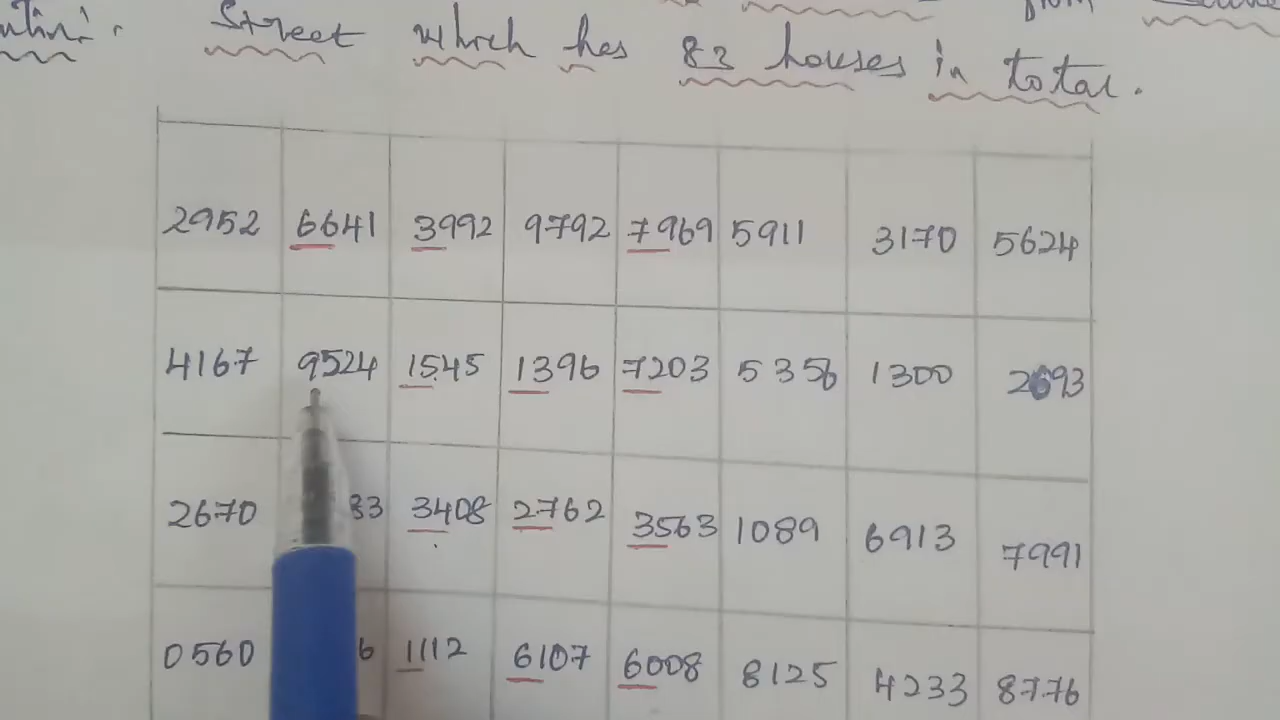 from
Street which has 83 houses in total.
2952 6641 3992 9792 7969 5911 3170 5624
4167 9524 1545 1396 7203 5356 1300 2693
2670 33 3408 2762 3563 1089 6913 7991
0560 6 1112 6107 6008 8125 4233 8776